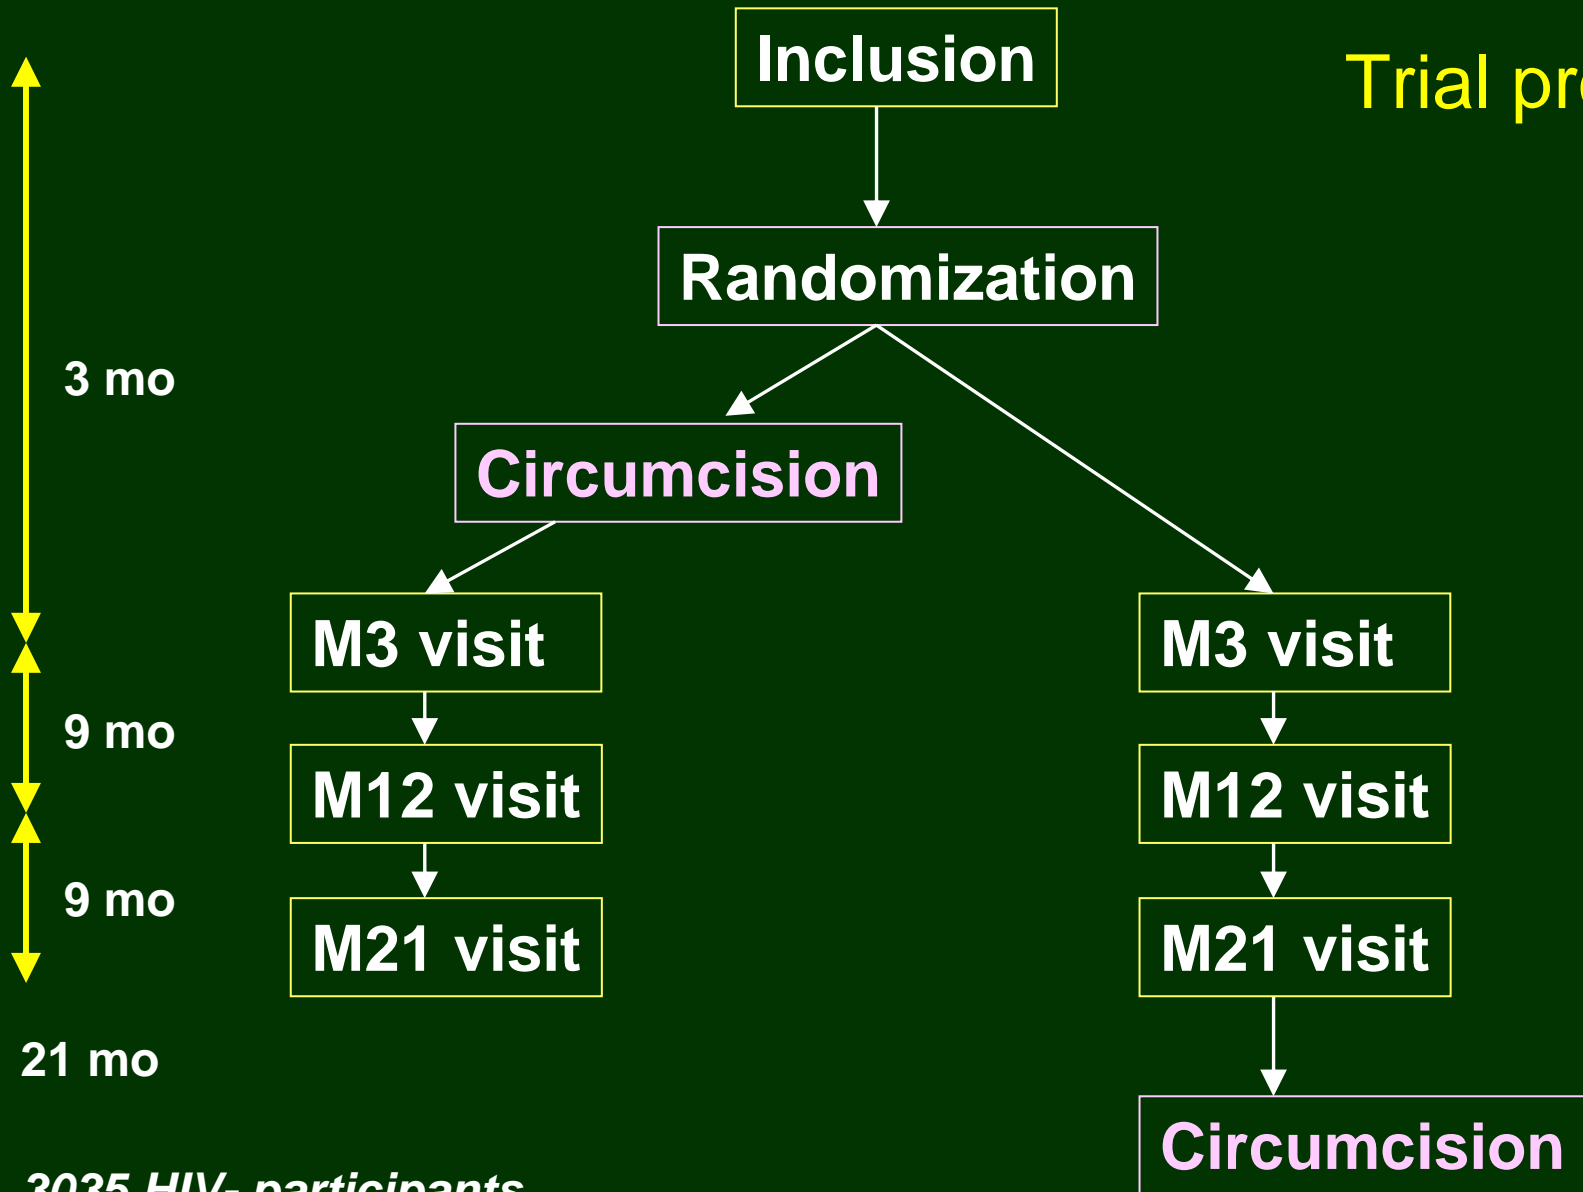 Inclusion
Trial
Randomization
3 mo
Circumcision
M3 visit
M3 visit
9 mo
M12 visit
M12 visit
9 mo
M21 visit
M21 visit
21 mo
Circumcision
3035 HIV- participants